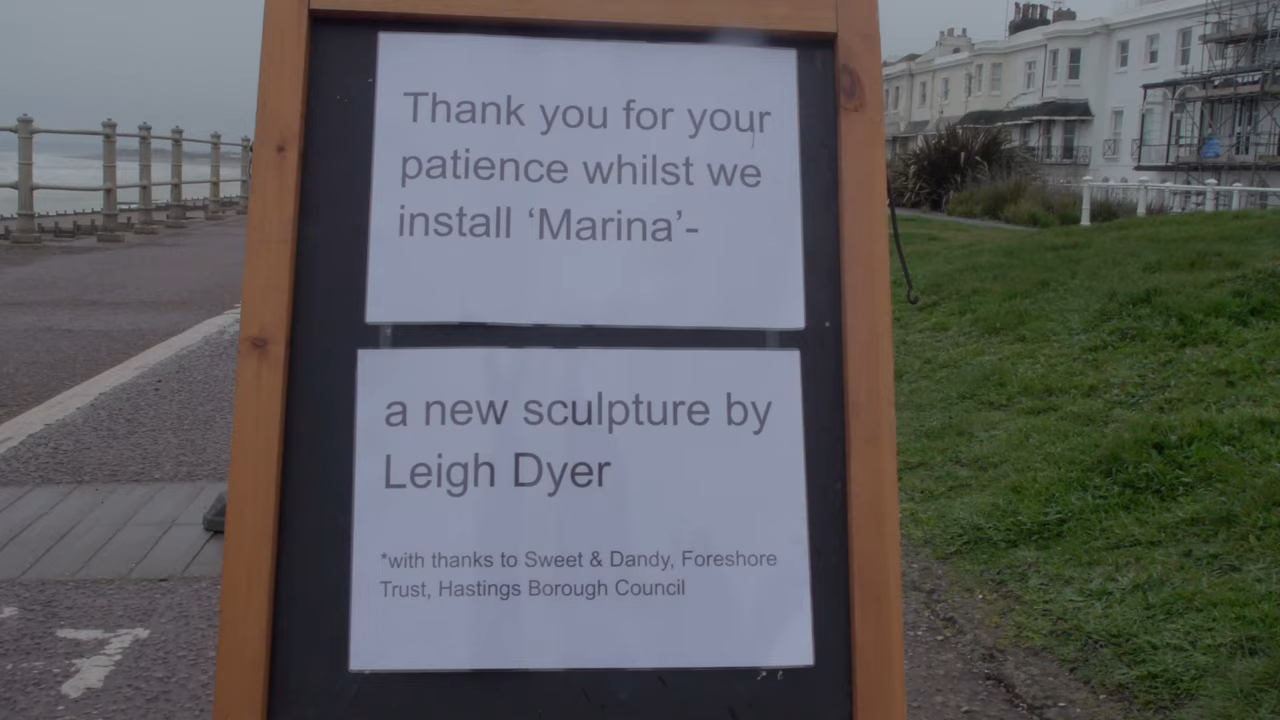 Thank you for your
patience whilst we
install ‘Marina’-
a new sculpture by
Leigh Dyer
*with thanks to Sweet & Dandy, Foreshore
Trust, Hastings Borough Council